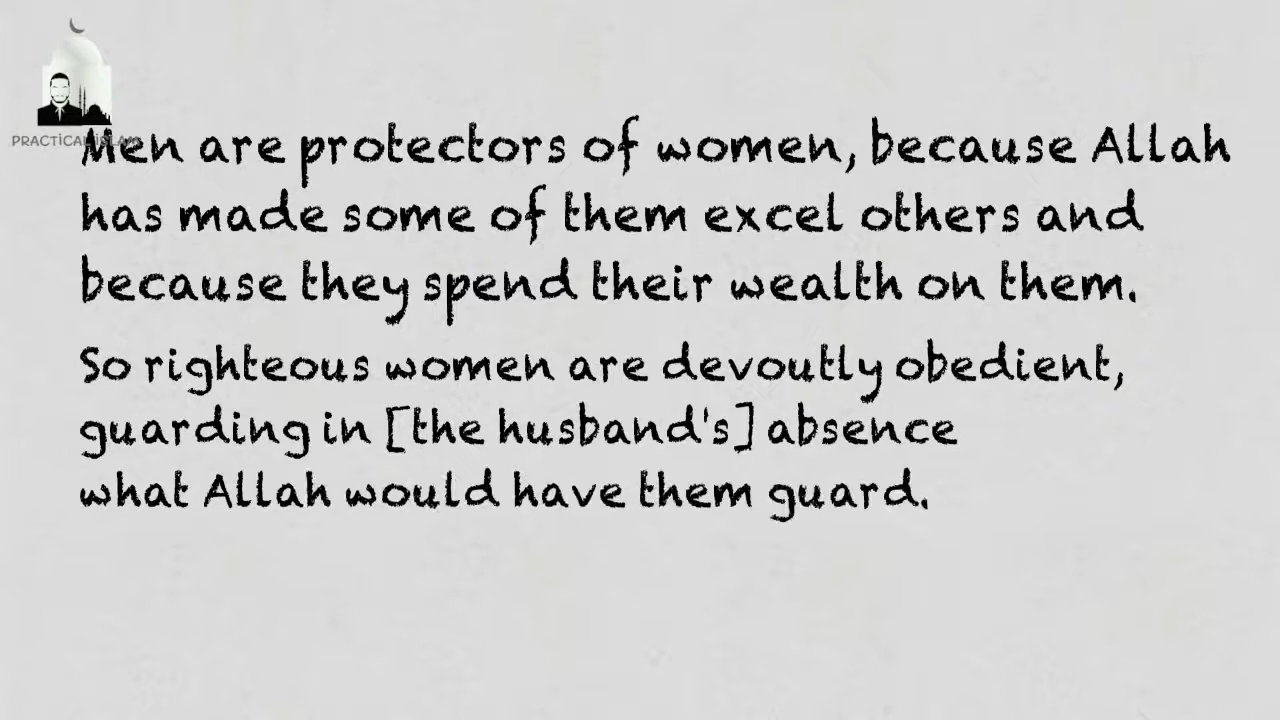 PRACTICAL ISLAM
Men are protectors of women, because Allah
has made some of them excel others and
because they spend their wealth on them.
So righteous women are devoutly obedient,
guarding in [the husband's] absence
what Allah would have them guard.